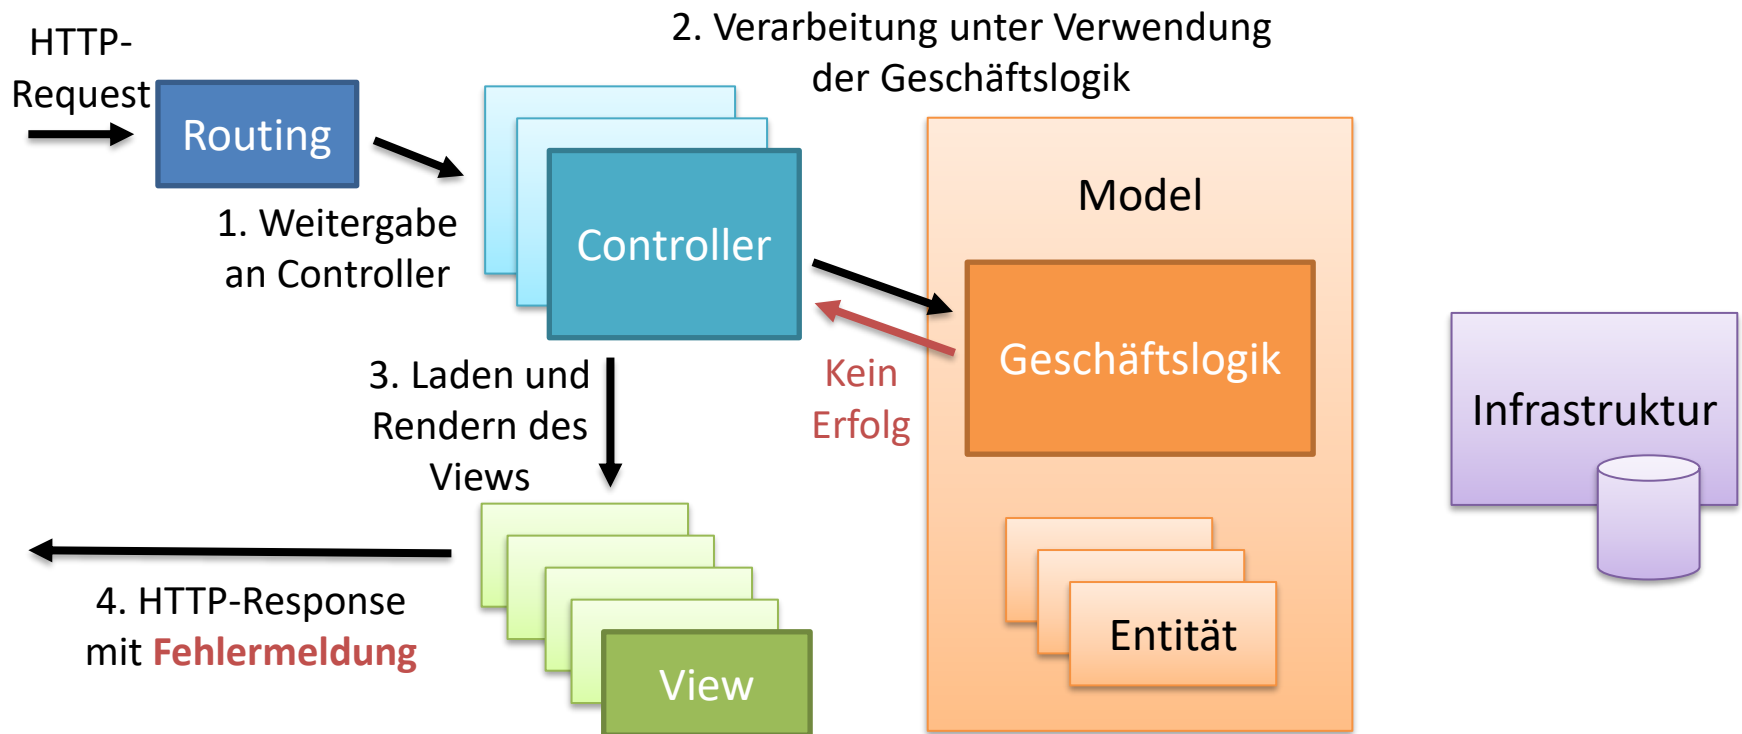 HTTP-
Request
Routing
1. Weitergabe
an Controller
Controller
2. Verarbeitung unter Verwendung
der Geschäftslogik
Model
Geschäftslogik
Kein
Erfolg
Entität
Infrastruktur
3. Laden und
Rendern des
Views
View
4. HTTP-Response
mit Fehlermeldung